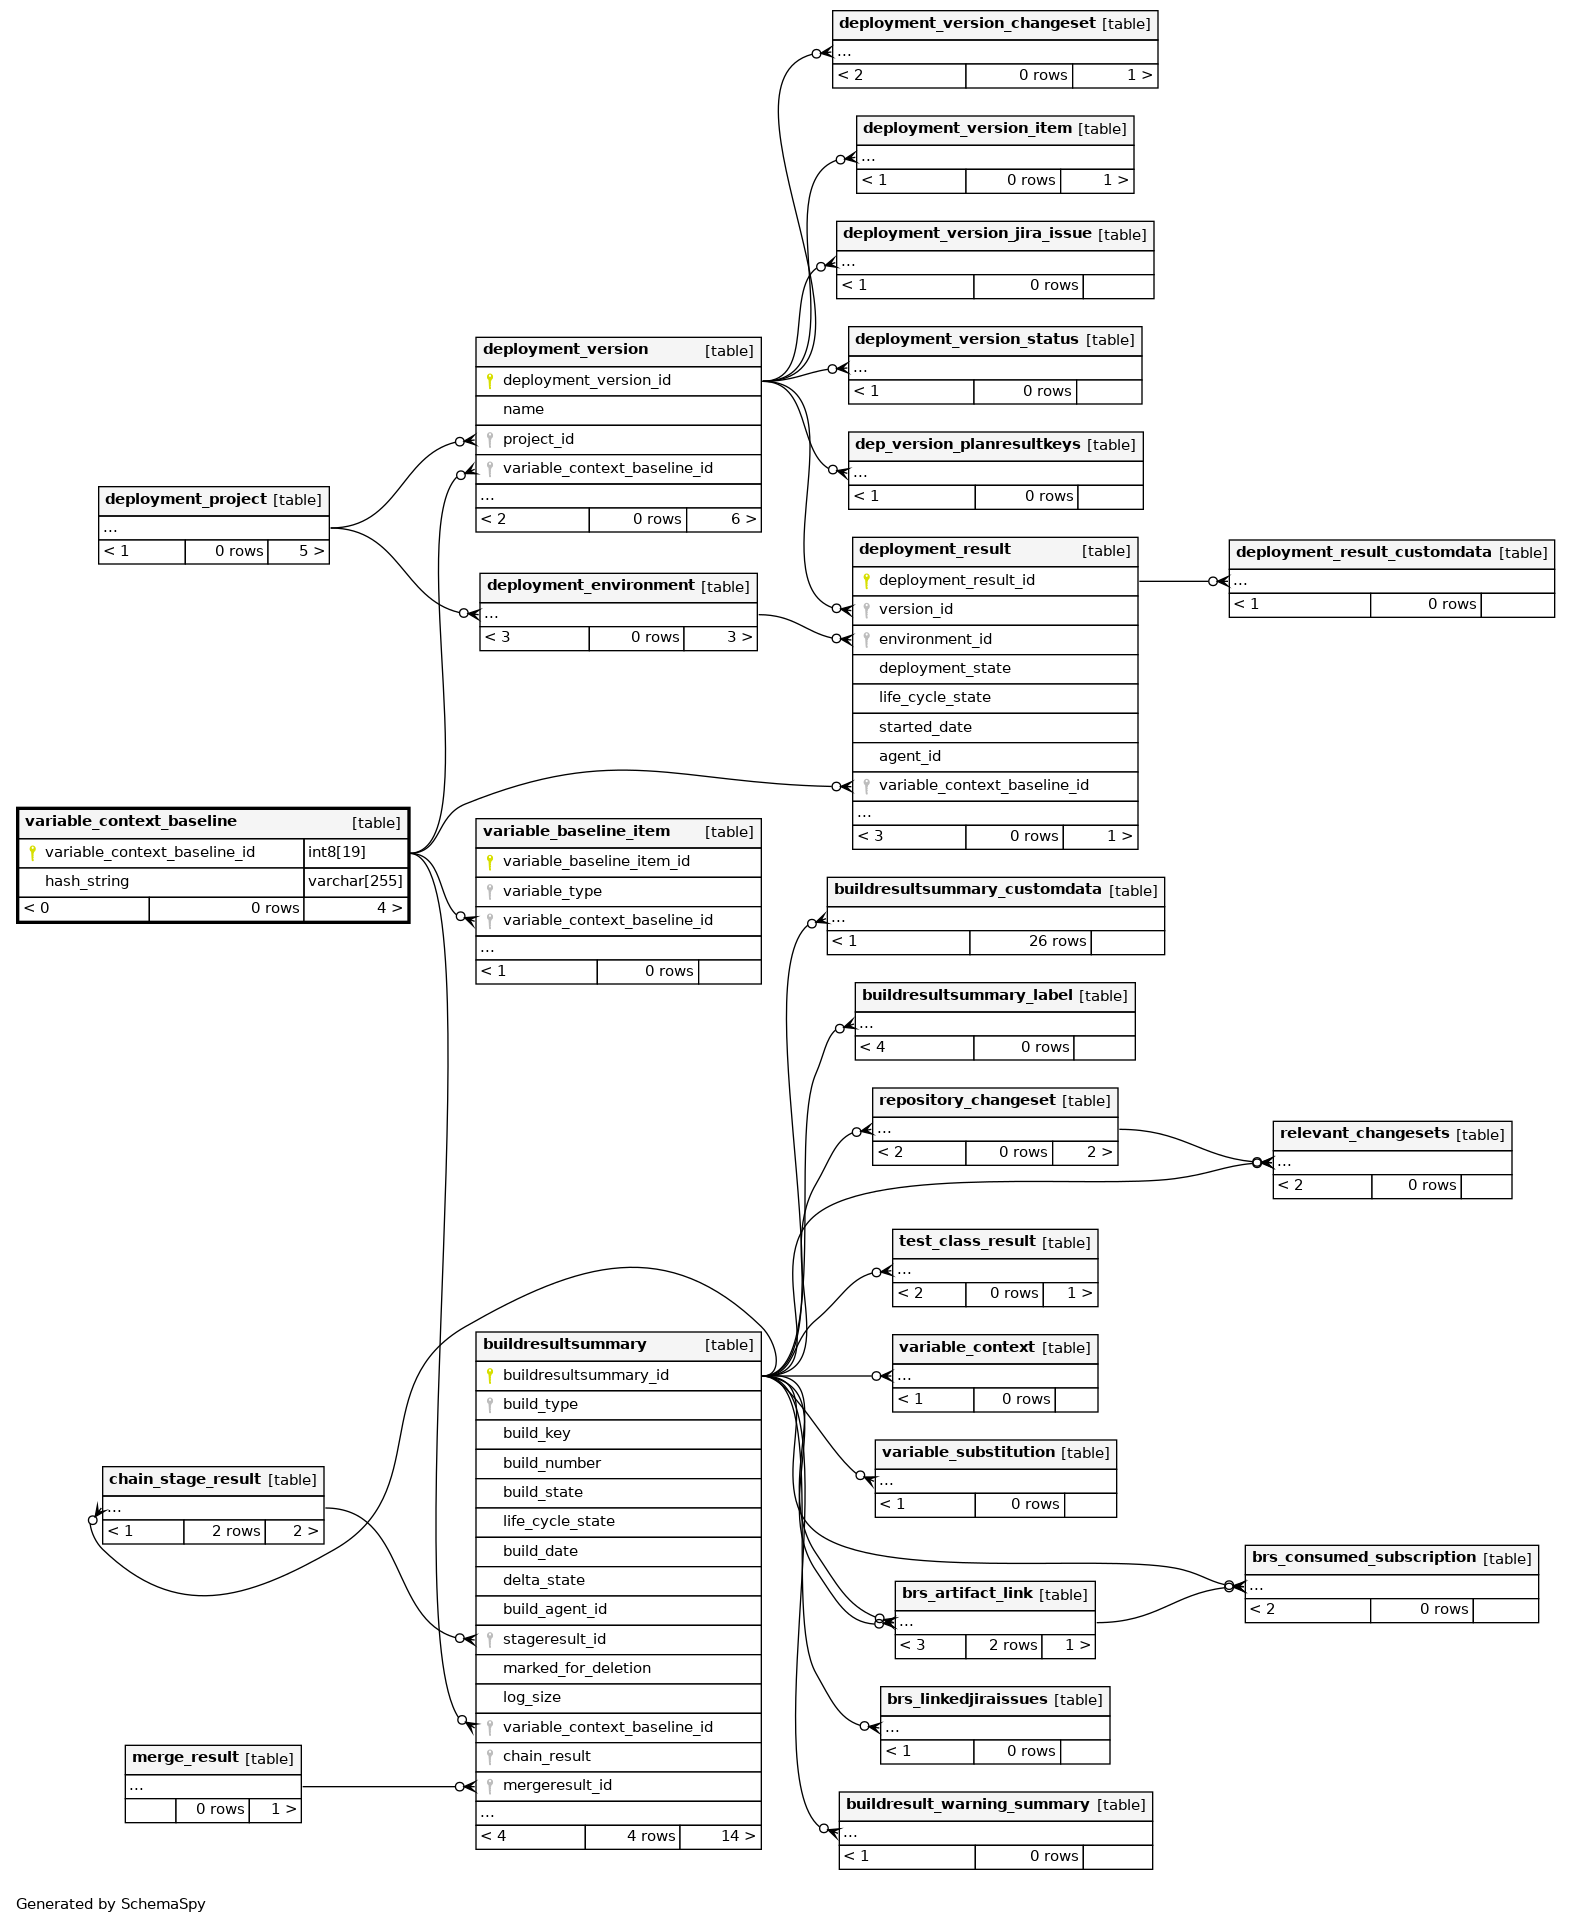 deployment_version_changeset [table]
...
< 2 0 rows 1 >
deployment_version_item [table]
...
< 1 0 rows 1 >
deployment_version_jira_issue [table]
...
< 1 0 rows
deployment_version_status [table]
...
< 1 0 rows
dep_version_planresultkeys [table]
...
< 1 0 rows
deployment_version [table]
deployment_version_id
name
project_id
variable_context_baseline_id
...
< 2 0 rows 6 >
deployment_project [table]
...
< 1 0 rows 5 >
deployment_environment [table]
...
< 3 0 rows 3 >
deployment_result [table]
deployment_result_id
version_id
environment_id
deployment_state
life_cycle_state
started_date
agent_id
variable_context_baseline_id
...
< 3 0 rows 1 >
deployment_result_customdata [table]
...
< 1 0 rows
variable_context_baseline [table]
variable_context_baseline_id int8[19]
hash_string varchar[255]
< 0 0 rows 4 >
variable_baseline_item [table]
variable_baseline_item_id
variable_type
variable_context_baseline_id
...
< 1 0 rows
buildresultsummary_customdata [table]
...
< 1 26 rows
buildresultsummary_label [table]
...
< 4 0 rows
repository_changeset [table]
...
< 2 0 rows 2 >
relevant_changesets [table]
...
< 2 0 rows
test_class_result [table]
...
< 2 0 rows 1 >
variable_context [table]
...
< 1 0 rows
variable_substitution [table]
...
< 1 0 rows
buildresultsummary [table]
buildresultsummary_id
build_type
build_key
build_number
build_state
life_cycle_state
build_date
delta_state
build_agent_id
stageresult_id
marked_for_deletion
log_size
variable_context_baseline_id
chain_result
mergeresult_id
...
< 4 4 rows 14 >
chain_stage_result [table]
...
< 1 2 rows 2 >
brs_consumed_subscription [table]
...
< 2 0 rows
brs_artifact_link [table]
...
< 3 2 rows 1 >
brs_linkedjiraissues [table]
...
< 1 0 rows
merge_result [table]
...
0 rows 1 >
buildresult_warning_summary [table]
...
< 1 0 rows
Generated by SchemaSpy